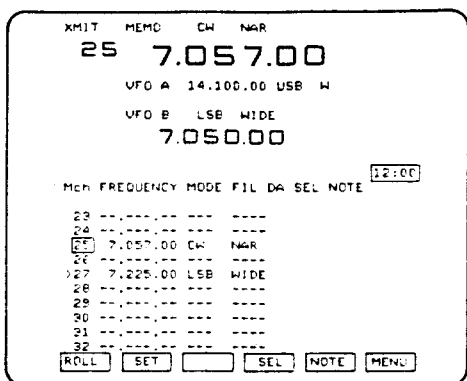 XMIT MEMO CW NAR
25 7.057.00
VFO A 14.100.00 USB W
VFO B LSB WIDE
7.050.00
12:00
Mch FREQUENCY MODE FIL DA SEL NOTE
23 --.---.-- --- ----
24 --.---.-- --- ----
25 7.057.00 CW NAR
26 --.---.-- --- ----
>27 7.225.00 LSB WIDE
28 --.---.-- --- ----
29 --.---.-- --- ----
30 --.---.-- --- ----
31 --.---.-- --- ----
32 --.---.-- --- ----
ROLL SET SEL NOTE MENU